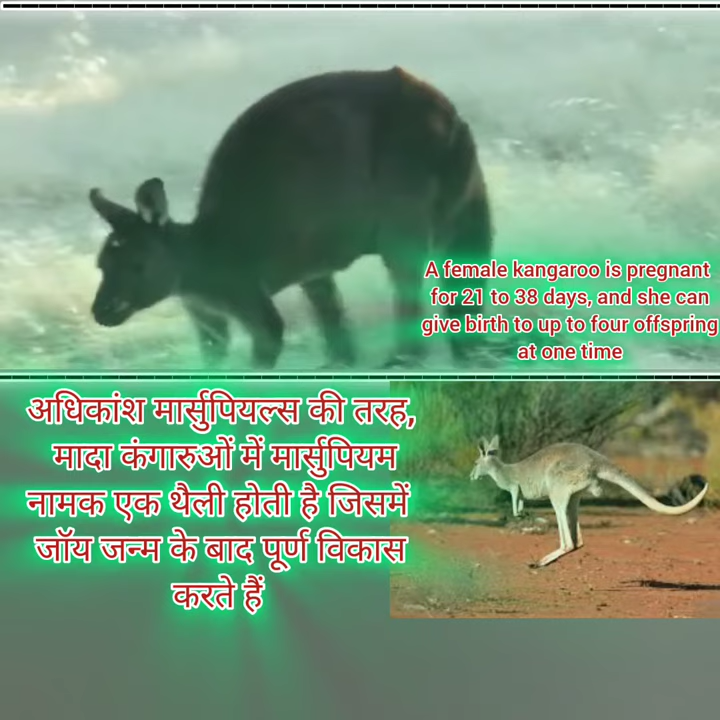 A female kangaroo is pregnant
for 21 to 38 days, and she can
give birth to up to four offspring
at one time
अधिकांश मार्सुपियल्स की तरह,
मादा कंगारुओं में मार्सुपियम
नामक एक थैली होती है जिसमें
जॉय जन्म के बाद पूर्ण विकास
करते हैं